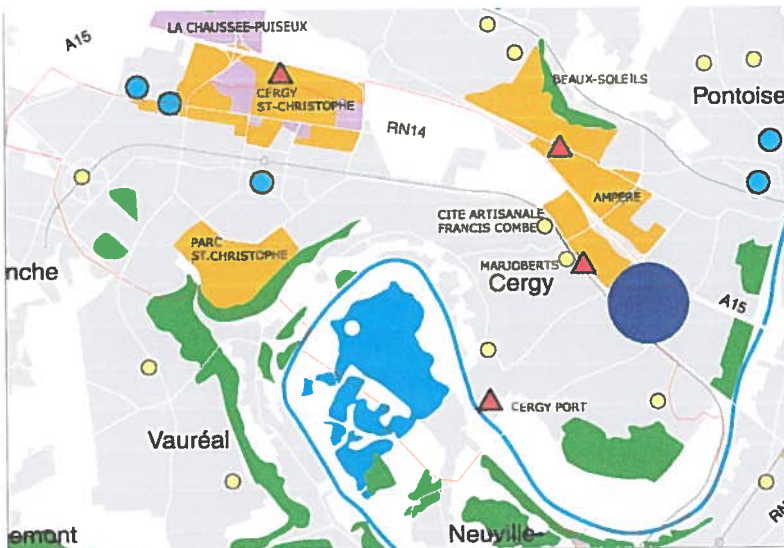 LA CHAUSSEE-PUISEUX
A15
BEAUX-SOLEILS
CERGY
ST-CHRISTOPHE
Pontoise
RN14
AMPERE
CITE ARTISANALE
FRANCIS COMBE
PARC
ST.CHRISTOPHE
nche
MARJOBERTS
Cergy
A15
CERGY PORT
Vauréal
RN
emont
Neuville-